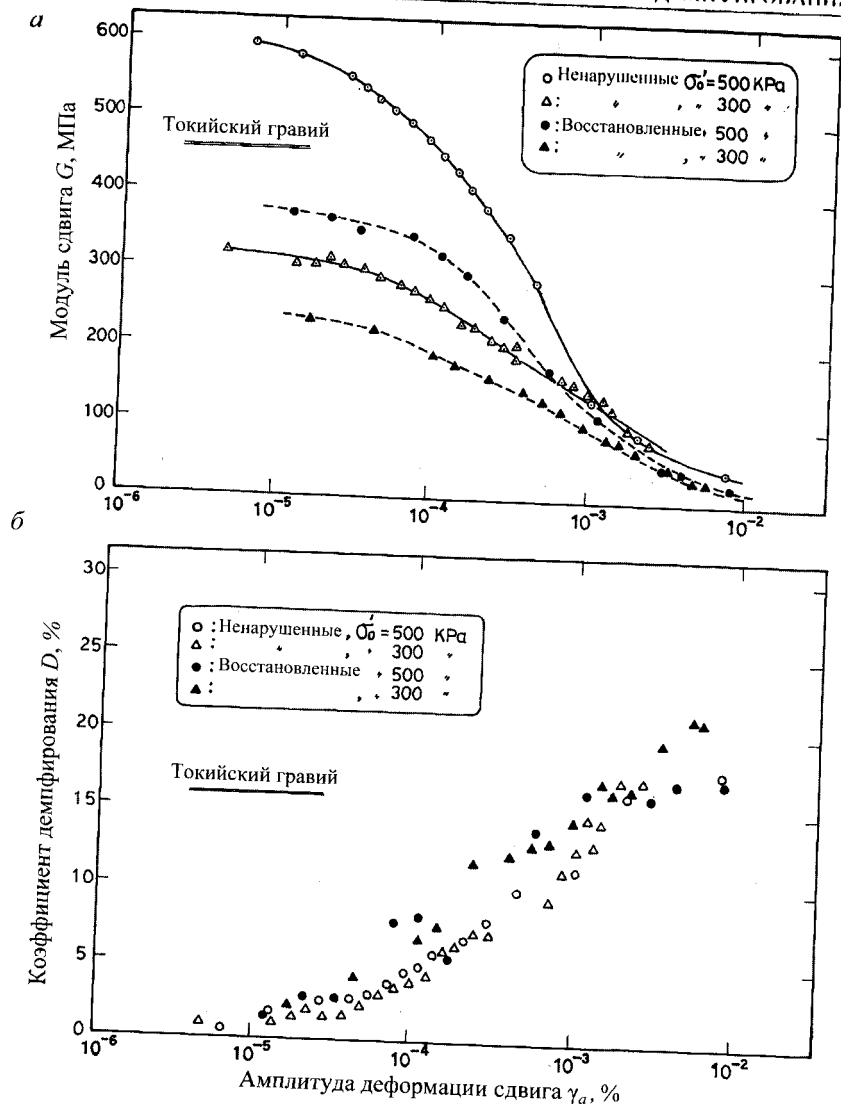 а
600
500
400
300
200
100
0
Модуль сдвига G, МПа
Токийский гравий
Ненарушенные σ₀' = 500 KPa
: " , " 300 "
: Восстановленные, 500 "
: " , " 300 "
10⁻⁶ 10⁻⁵ 10⁻⁴ 10⁻³ 10⁻²
б
30
25
20
15
10
5
0
Коэффициент демпфирования D, %
: Ненарушенные , σ₀' = 500 KPa
: " , " 300 "
: Восстановленные " 500 "
: , " 300 "
Токийский гравий
10⁻⁶ 10⁻⁵ 10⁻⁴ 10⁻³ 10⁻²
Амплитуда деформации сдвига γₐ, %